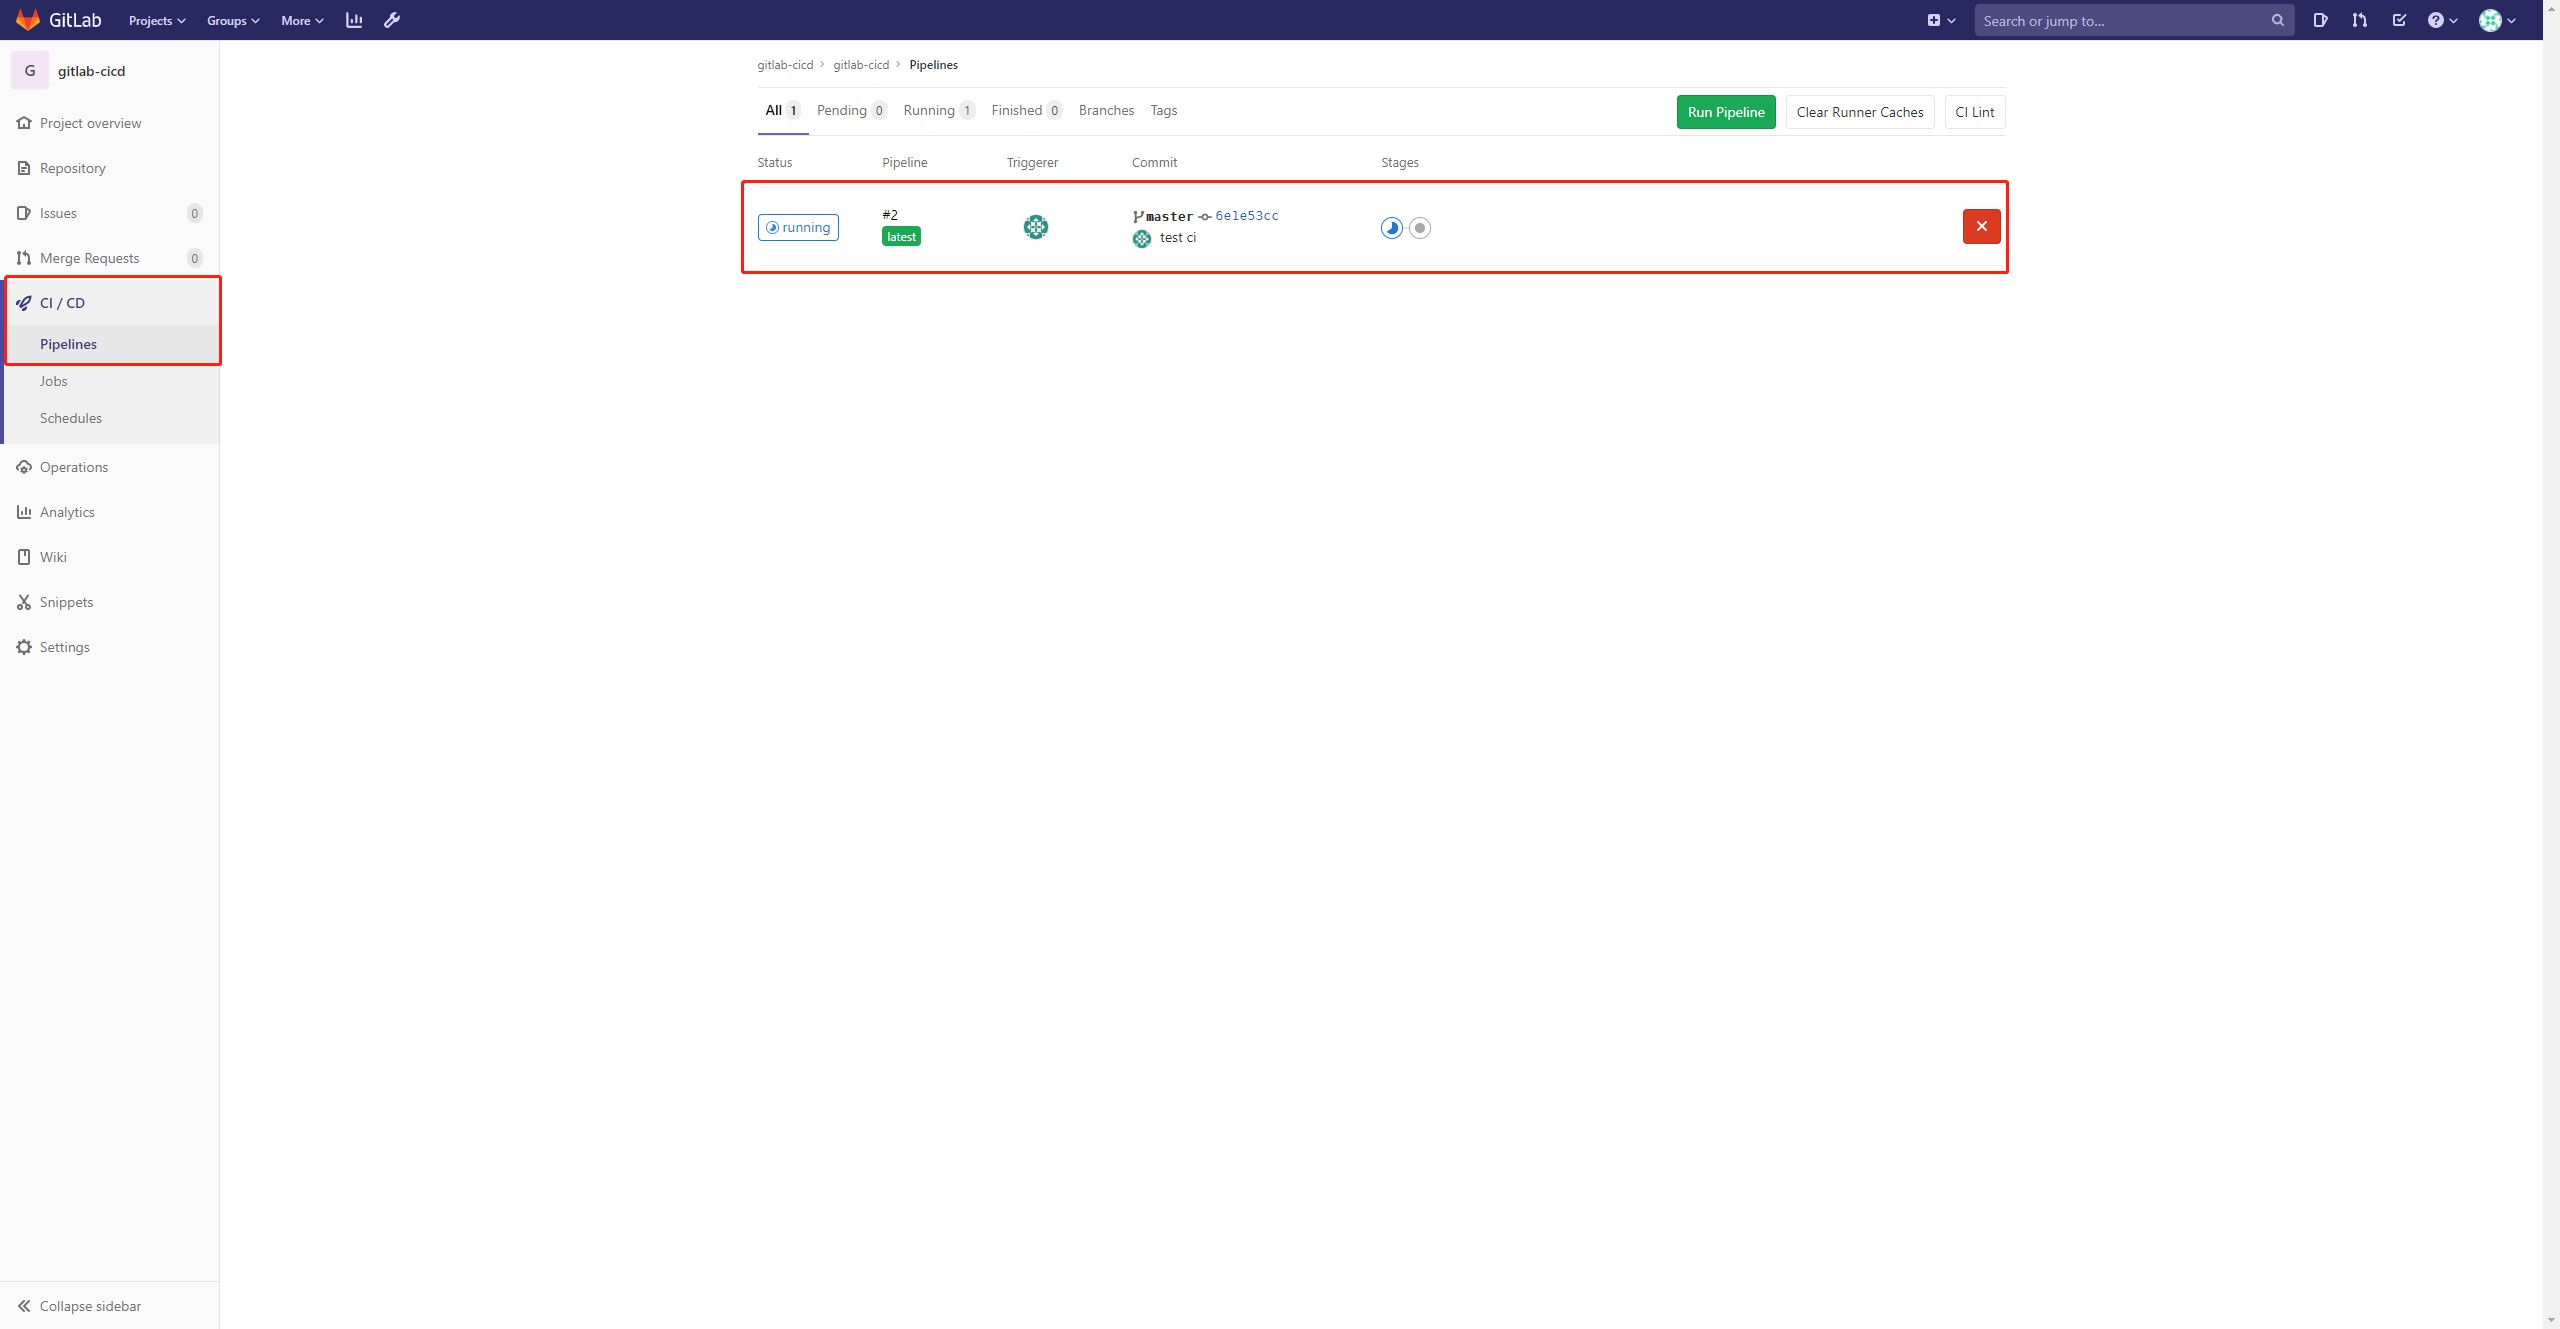 GitLab Projects Groups More Search or jump to...
G gitlab-cicd
Project overview
Repository
Issues 0
Merge Requests 0
CI / CD
Pipelines
Jobs
Schedules
Operations
Analytics
Wiki
Snippets
Settings
Collapse sidebar
gitlab-cicd › gitlab-cicd › Pipelines
All 1 Pending 0 Running 1 Finished 0 Branches Tags Run Pipeline Clear Runner Caches CI Lint
Status Pipeline Triggerer Commit Stages
running #2 master 6e1e53cc
latest test ci